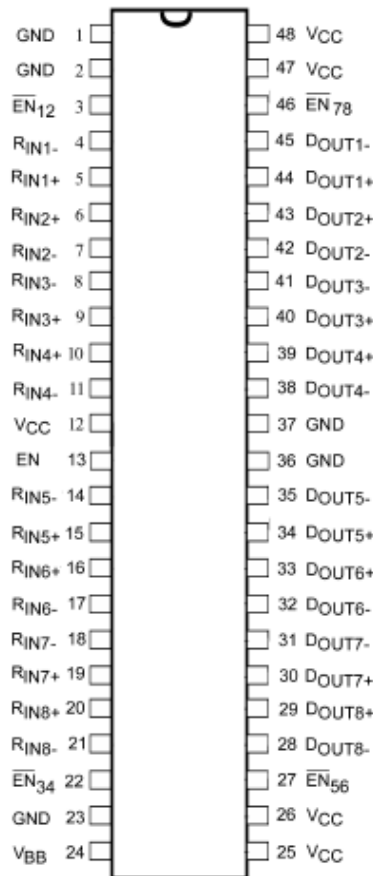 GND 1 48 VCC
GND 2 47 VCC
E̅N̅12 3 46 E̅N̅78
RIN1- 4 45 DOUT1-
RIN1+ 5 44 DOUT1+
RIN2+ 6 43 DOUT2+
RIN2- 7 42 DOUT2-
RIN3- 8 41 DOUT3-
RIN3+ 9 40 DOUT3+
RIN4+ 10 39 DOUT4+
RIN4- 11 38 DOUT4-
VCC 12 37 GND
EN 13 36 GND
RIN5- 14 35 DOUT5-
RIN5+ 15 34 DOUT5+
RIN6+ 16 33 DOUT6+
RIN6- 17 32 DOUT6-
RIN7- 18 31 DOUT7-
RIN7+ 19 30 DOUT7+
RIN8+ 20 29 DOUT8+
RIN8- 21 28 DOUT8-
E̅N̅34 22 27 E̅N̅56
GND 23 26 VCC
VBB 24 25 VCC